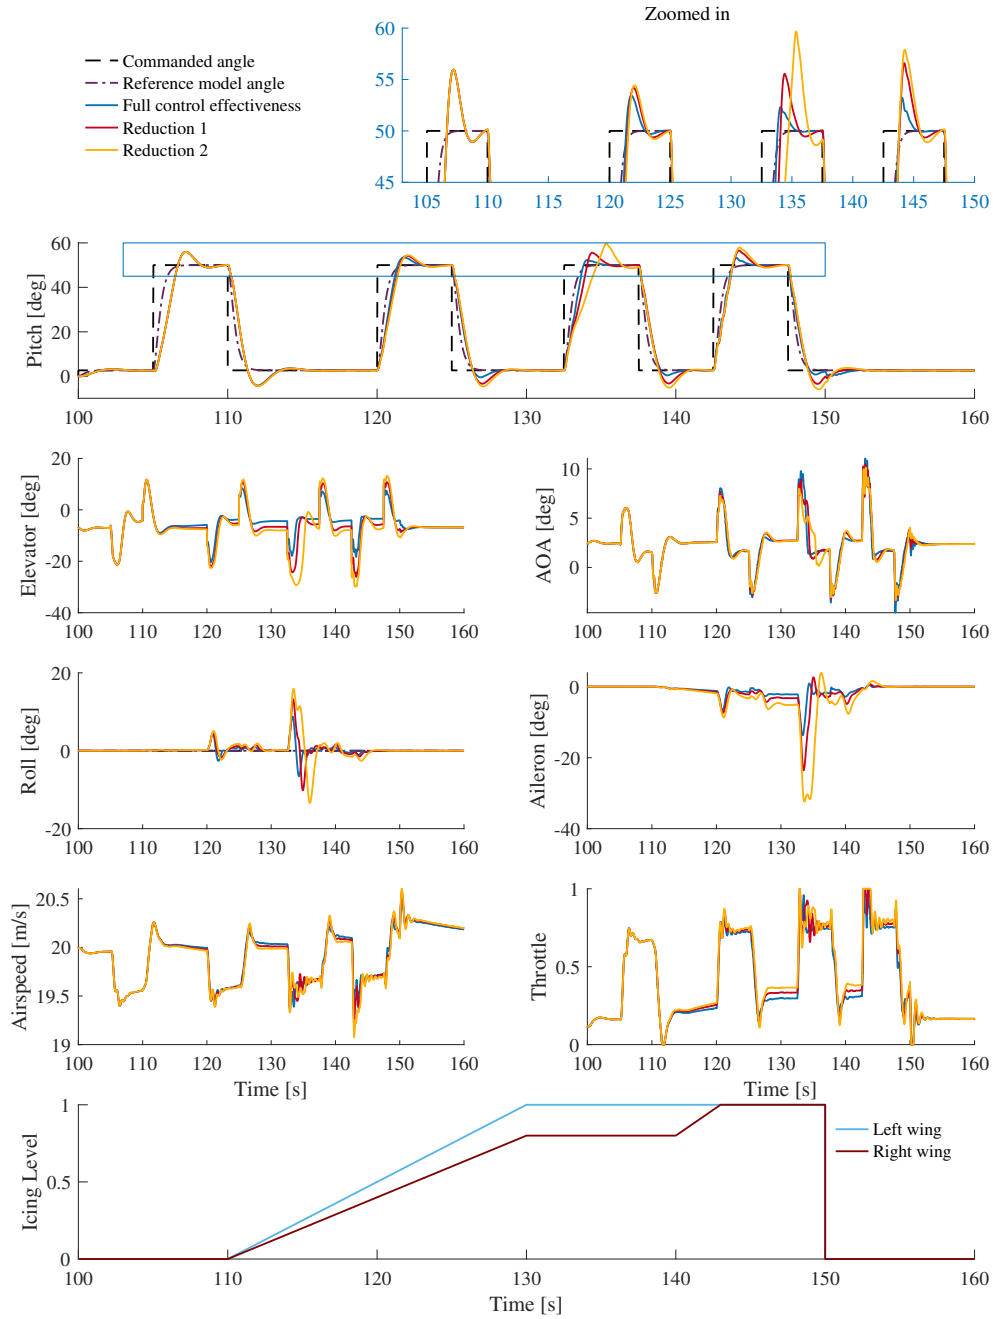 Zoomed in
Commanded angle
Reference model angle
Full control effectiveness
Reduction 1
Reduction 2
60
55
50
45
105 110 115 120 125 130 135 140 145 150
Pitch [deg]
60
40
20
0
100 110 120 130 140 150 160
Elevator [deg]
20
0
-20
-40
100 110 120 130 140 150 160
AOA [deg]
10
5
0
100 110 120 130 140 150 160
Roll [deg]
20
0
-20
100 110 120 130 140 150 160
Aileron [deg]
0
-20
-40
100 110 120 130 140 150 160
Airspeed [m/s]
20.5
20
19.5
19
100 110 120 130 140 150 160
Time [s]
Throttle
1
0.5
0
100 110 120 130 140 150 160
Time [s]
Icing Level
1
0.5
0
Left wing
Right wing
100 110 120 130 140 150 160
Time [s]